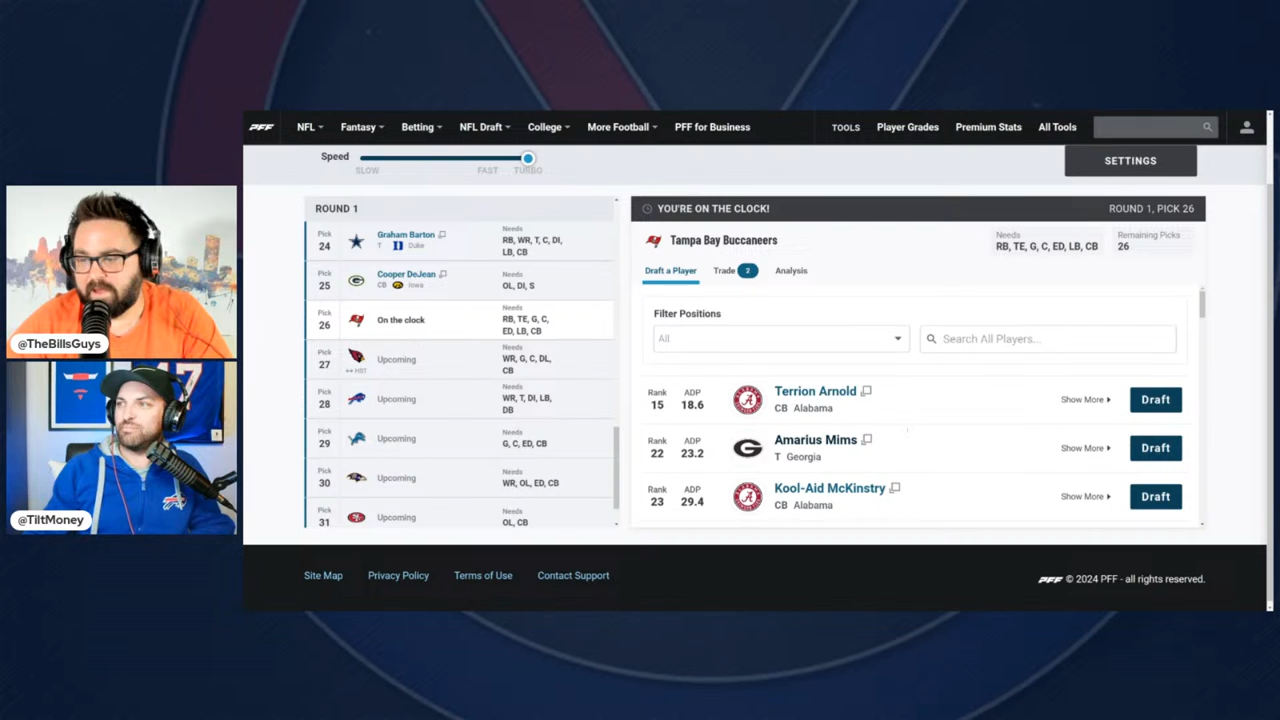 PFF
NFL
Fantasy
Betting
NFL Draft
College
More Football
PFF for Business
TOOLS
Player Grades
Premium Stats
All Tools
Speed
SLOW
FAST
TURBO
SETTINGS
ROUND 1
Pick 24
Graham Barton
T Duke
Needs
RB, WR, T, C, DI,
LB, CB
Pick 25
Cooper DeJean
CB Iowa
Needs
OL, DI, S
Pick 26
On the clock
Needs
RB, TE, G, C,
ED, LB, CB
Pick 27
HST
Upcoming
Needs
WR, G, C, DL,
CB
Pick 28
Upcoming
Needs
WR, T, DI, LB,
DB
Pick 29
Upcoming
Needs
G, C, ED, CB
Pick 30
Upcoming
Needs
WR, OL, ED, CB
Pick 31
Upcoming
Needs
OL, CB
YOU'RE ON THE CLOCK!
ROUND 1, PICK 26
Tampa Bay Buccaneers
Needs
RB, TE, G, C, ED, LB, CB
Remaining Picks
26
Draft a Player
Trade 2
Analysis
Filter Positions
All
Search All Players...
Rank 15
ADP 18.6
Terrion Arnold
CB Alabama
Show More
Draft
Rank 22
ADP 23.2
Amarius Mims
T Georgia
Show More
Draft
Rank 23
ADP 29.4
Kool-Aid McKinstry
CB Alabama
Show More
Draft
@TheBillsGuys
17
@TiltMoney
Site Map
Privacy Policy
Terms of Use
Contact Support
PFF © 2024 PFF - all rights reserved.